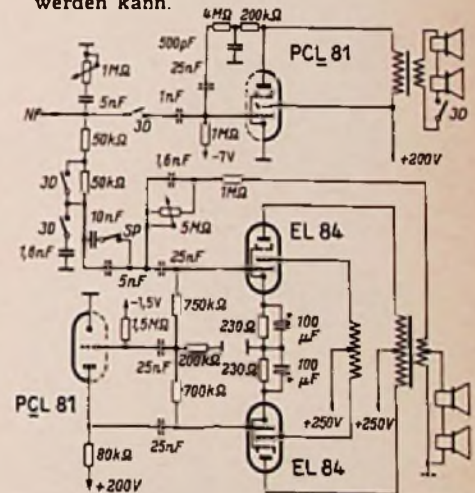 werden kann.
4MΩ 200kΩ
500pF
PCL 81
1MΩ
25nF
5nF
1nF
Nf
3D
1MΩ
-7V
3D
+200V
50kΩ
3D
50kΩ
1,6nF
1MΩ
3D
10nF
SP
5MΩ
EL 84
1,6nF
5nF
25nF
-1,5V
750kΩ
230Ω
100
µF
1,5MΩ
200kΩ
230Ω
100
µF
25nF
700kΩ
PCL 81
+250V
+250V
25nF
EL 84
80kΩ
+200V